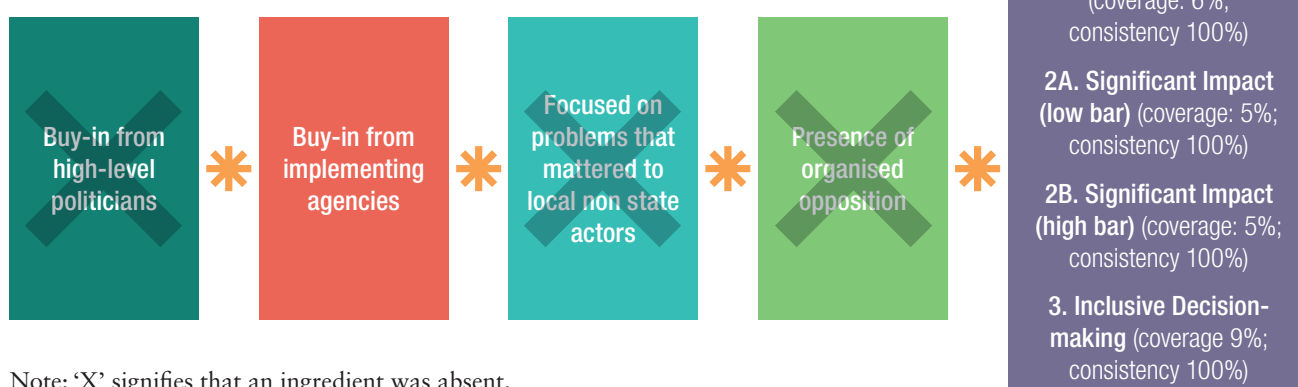 Buy-in from
high-level
politicians
Buy-in from
implementing
agencies
Focused on
problems that
mattered to
local non state
actors
Presence of
organised
opposition
(coverage: 6%;
consistency 100%)
2A. Significant Impact
(low bar) (coverage: 5%;
consistency 100%)
2B. Significant Impact
(high bar) (coverage: 5%;
consistency 100%)
3. Inclusive Decision-
making (coverage 9%;
consistency 100%)
Note: ‘X’ signifies that an ingredient was absent.